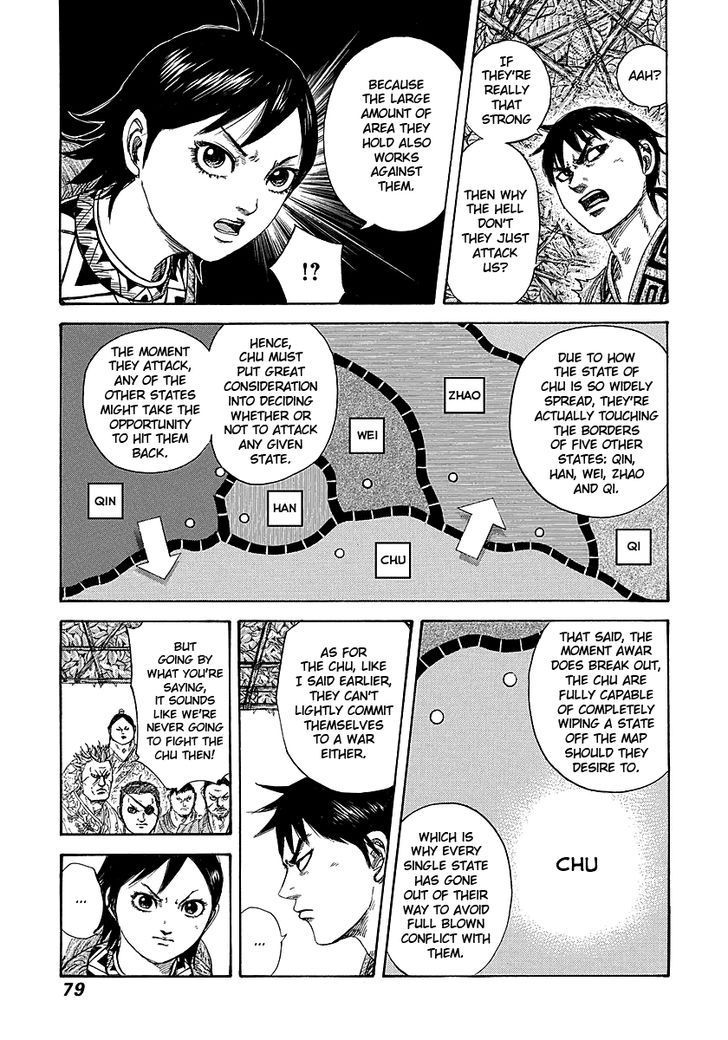 AAH?
IF
THEY'RE
REALLY
THAT
STRONG
THEN WHY
THE HELL
DON'T
THEY JUST
ATTACK
US?
BECAUSE
THE LARGE
AMOUNT OF
AREA THEY
HOLD ALSO
WORKS
AGAINST
THEM.
!?
DUE TO HOW
THE STATE OF
CHU IS SO WIDELY
SPREAD, THEY'RE
ACTUALLY TOUCHING
THE BORDERS
OF FIVE OTHER
STATES: QIN,
HAN, WEI, ZHAO
AND QI.
HENCE,
CHU MUST
PUT GREAT
CONSIDERATION
INTO DECIDING
WHETHER OR
NOT TO ATTACK
ANY GIVEN
STATE.
THE MOMENT
THEY ATTACK,
ANY OF THE
OTHER STATES
MIGHT TAKE THE
OPPORTUNITY
TO HIT THEM
BACK.
ZHAO
WEI
QIN
HAN
CHU
QI
THAT SAID, THE
MOMENT AWAR
DOES BREAK OUT,
THE CHU ARE
FULLY CAPABLE
OF COMPLETELY
WIPING A STATE
OFF THE MAP
SHOULD THEY
DESIRE TO.
CHU
WHICH IS
WHY EVERY
SINGLE STATE
HAS GONE
OUT OF THEIR
WAY TO AVOID
FULL BLOWN
CONFLICT WITH
THEM.
AS FOR
THE CHU, LIKE
I SAID EARLIER,
THEY CAN'T
LIGHTLY COMMIT
THEMSELVES
TO A WAR
EITHER.
...
BUT
GOING BY
WHAT YOU'RE
SAYING,
IT SOUNDS
LIKE WE'RE
NEVER GOING
TO FIGHT THE
CHU THEN!
...
79